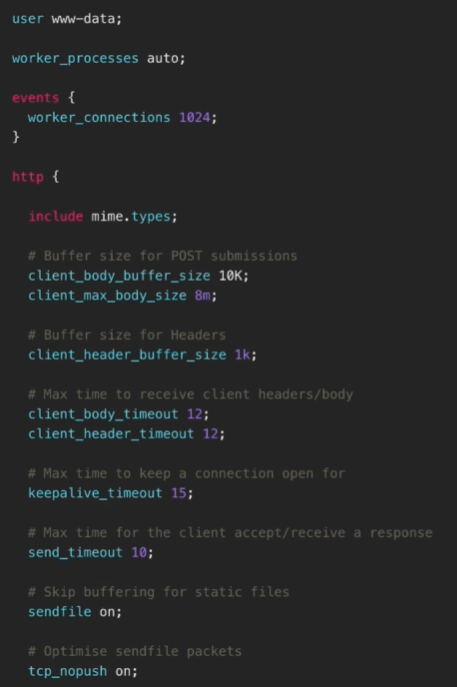 user www-data;
worker_processes auto;
events {
worker_connections 1024;
}
http {
include mime.types;
# Buffer size for POST submissions
client_body_buffer_size 10K;
client_max_body_size 8m;
# Buffer size for Headers
client_header_buffer_size 1k;
# Max time to receive client headers/body
client_body_timeout 12;
client_header_timeout 12;
# Max time to keep a connection open for
keepalive_timeout 15;
# Max time for the client accept/receive a response
send_timeout 10;
# Skip buffering for static files
sendfile on;
# Optimise sendfile packets
tcp_nopush on;